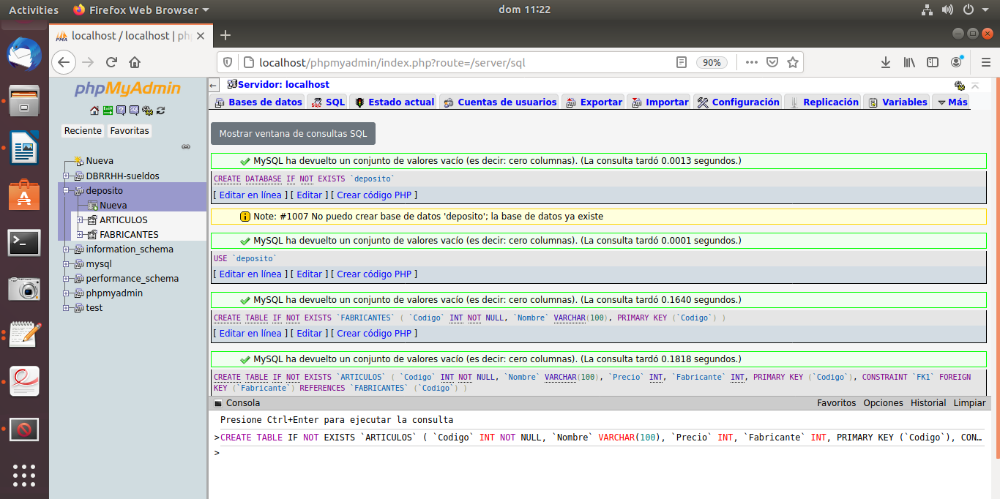 Activities Firefox Web Browser dom 11:22
localhost / localhost | ph
localhost/phpmyadmin/index.php?route=/server/sql 90%
phpMyAdmin
Reciente Favoritas
Nueva
DBRRHH-sueldos
deposito
Nueva
ARTICULOS
FABRICANTES
information_schema
mysql
performance_schema
phpmyadmin
test
Servidor: localhost
Bases de datos SQL Estado actual Cuentas de usuarios Exportar Importar Configuración Replicación Variables Más
Mostrar ventana de consultas SQL
MySQL ha devuelto un conjunto de valores vacío (es decir: cero columnas). (La consulta tardó 0.0013 segundos.)
CREATE DATABASE IF NOT EXISTS `deposito`
[ Editar en línea ] [ Editar ] [ Crear código PHP ]
Note: #1007 No puedo crear base de datos 'deposito'; la base de datos ya existe
MySQL ha devuelto un conjunto de valores vacío (es decir: cero columnas). (La consulta tardó 0.0001 segundos.)
USE `deposito`
[ Editar en línea ] [ Editar ] [ Crear código PHP ]
MySQL ha devuelto un conjunto de valores vacío (es decir: cero columnas). (La consulta tardó 0.1640 segundos.)
CREATE TABLE IF NOT EXISTS `FABRICANTES` ( `Codigo` INT NOT NULL, `Nombre` VARCHAR(100), PRIMARY KEY (`Codigo`) )
[ Editar en línea ] [ Editar ] [ Crear código PHP ]
MySQL ha devuelto un conjunto de valores vacío (es decir: cero columnas). (La consulta tardó 0.1818 segundos.)
CREATE TABLE IF NOT EXISTS `ARTICULOS` ( `Codigo` INT NOT NULL, `Nombre` VARCHAR(100), `Precio` INT, `Fabricante` INT, PRIMARY KEY (`Codigo`), CONSTRAINT `FK1` FOREIGN
KEY (`Fabricante`) REFERENCES `FABRICANTES` (`Codigo`) )
Consola Favoritos Opciones Historial Limpiar
Presione Ctrl+Enter para ejecutar la consulta
>CREATE TABLE IF NOT EXISTS `ARTICULOS` ( `Codigo` INT NOT NULL, `Nombre` VARCHAR(100), `Precio` INT, `Fabricante` INT, PRIMARY KEY (`Codigo`), CON…
>